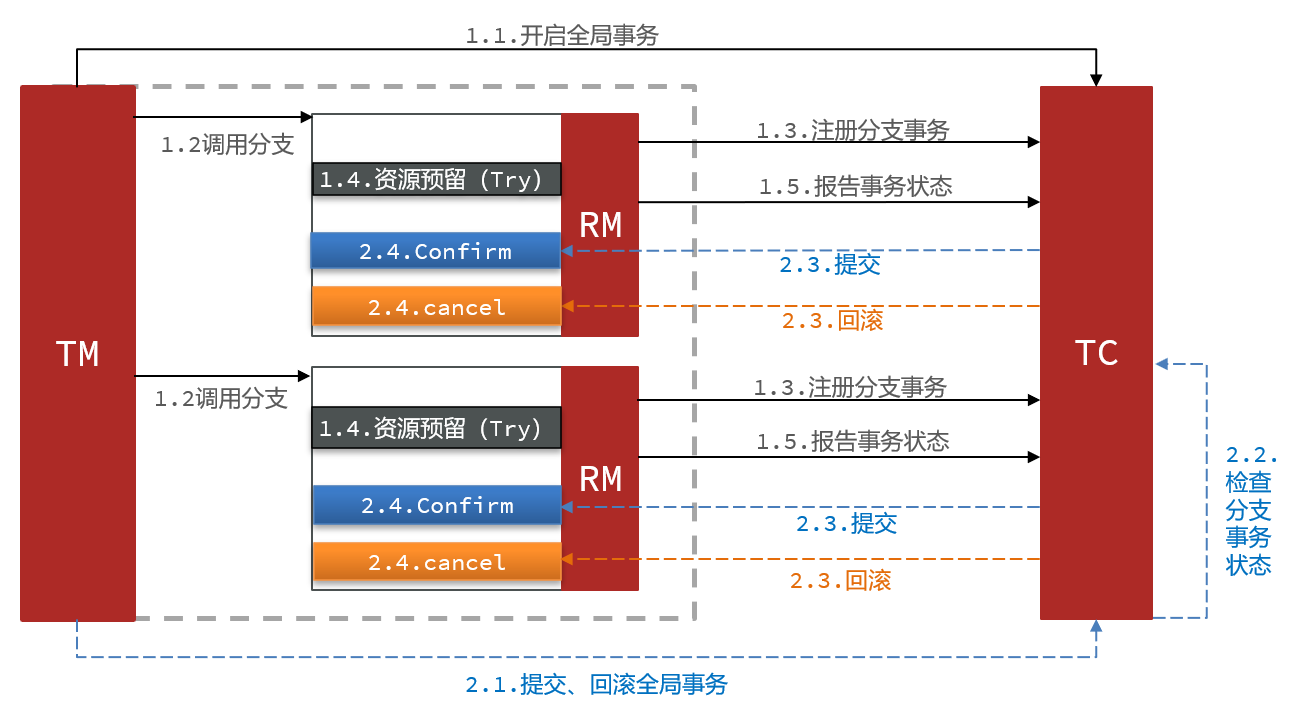 1.1.开启全局事务
TM
1.2调用分支
1.4.资源预留（Try）
2.4.Confirm
2.4.cancel
RM
1.3.注册分支事务
1.5.报告事务状态
2.3.提交
2.3.回滚
TC
1.2调用分支
1.4.资源预留（Try）
2.4.Confirm
2.4.cancel
RM
1.3.注册分支事务
1.5.报告事务状态
2.3.提交
2.3.回滚
2.2.
检查
分支
事务
状态
2.1.提交、回滚全局事务